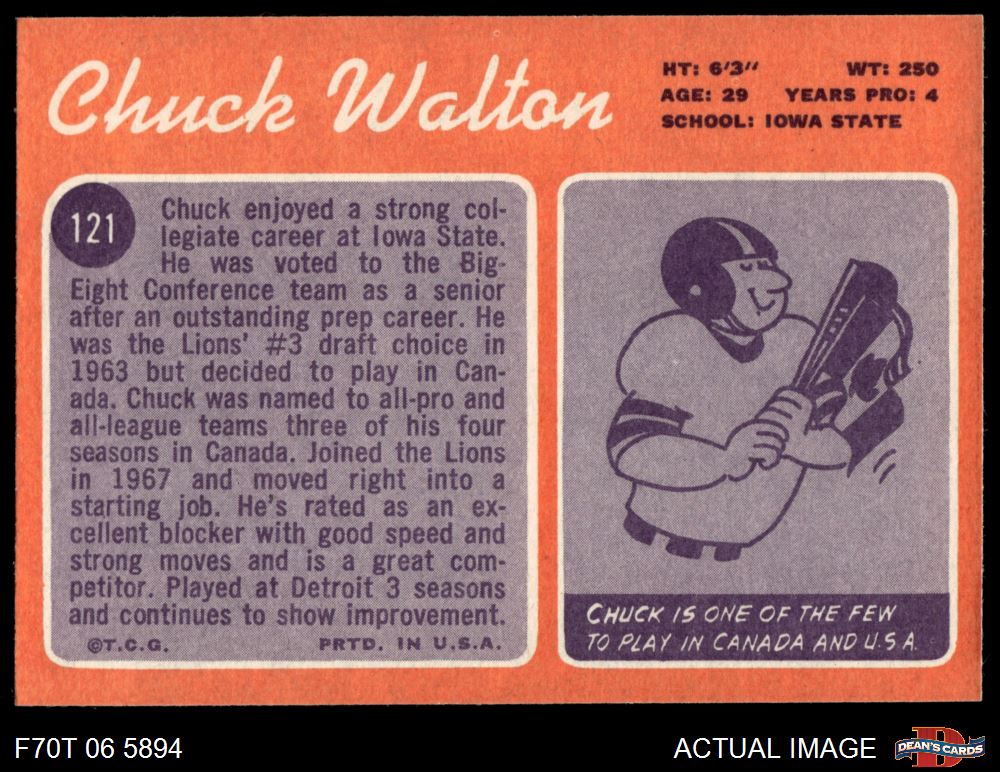 Chuck Walton
HT: 6'3" WT: 250
AGE: 29 YEARS PRO: 4
SCHOOL: IOWA STATE
121
Chuck enjoyed a strong col-
legiate career at Iowa State.
He was voted to the Big-
Eight Conference team as a senior
after an outstanding prep career. He
was the Lions' #3 draft choice in
1963 but decided to play in Can-
ada. Chuck was named to all-pro and
all-league teams three of his four
seasons in Canada. Joined the Lions
in 1967 and moved right into a
starting job. He's rated as an ex-
cellent blocker with good speed and
strong moves and is a great com-
petitor. Played at Detroit 3 seasons
and continues to show improvement.
©T.C.G. PRTD. IN U.S.A.
CHUCK IS ONE OF THE FEW
TO PLAY IN CANADA AND U.S A.
F70T 06 5894
ACTUAL IMAGE
D
DEAN'S CARDS